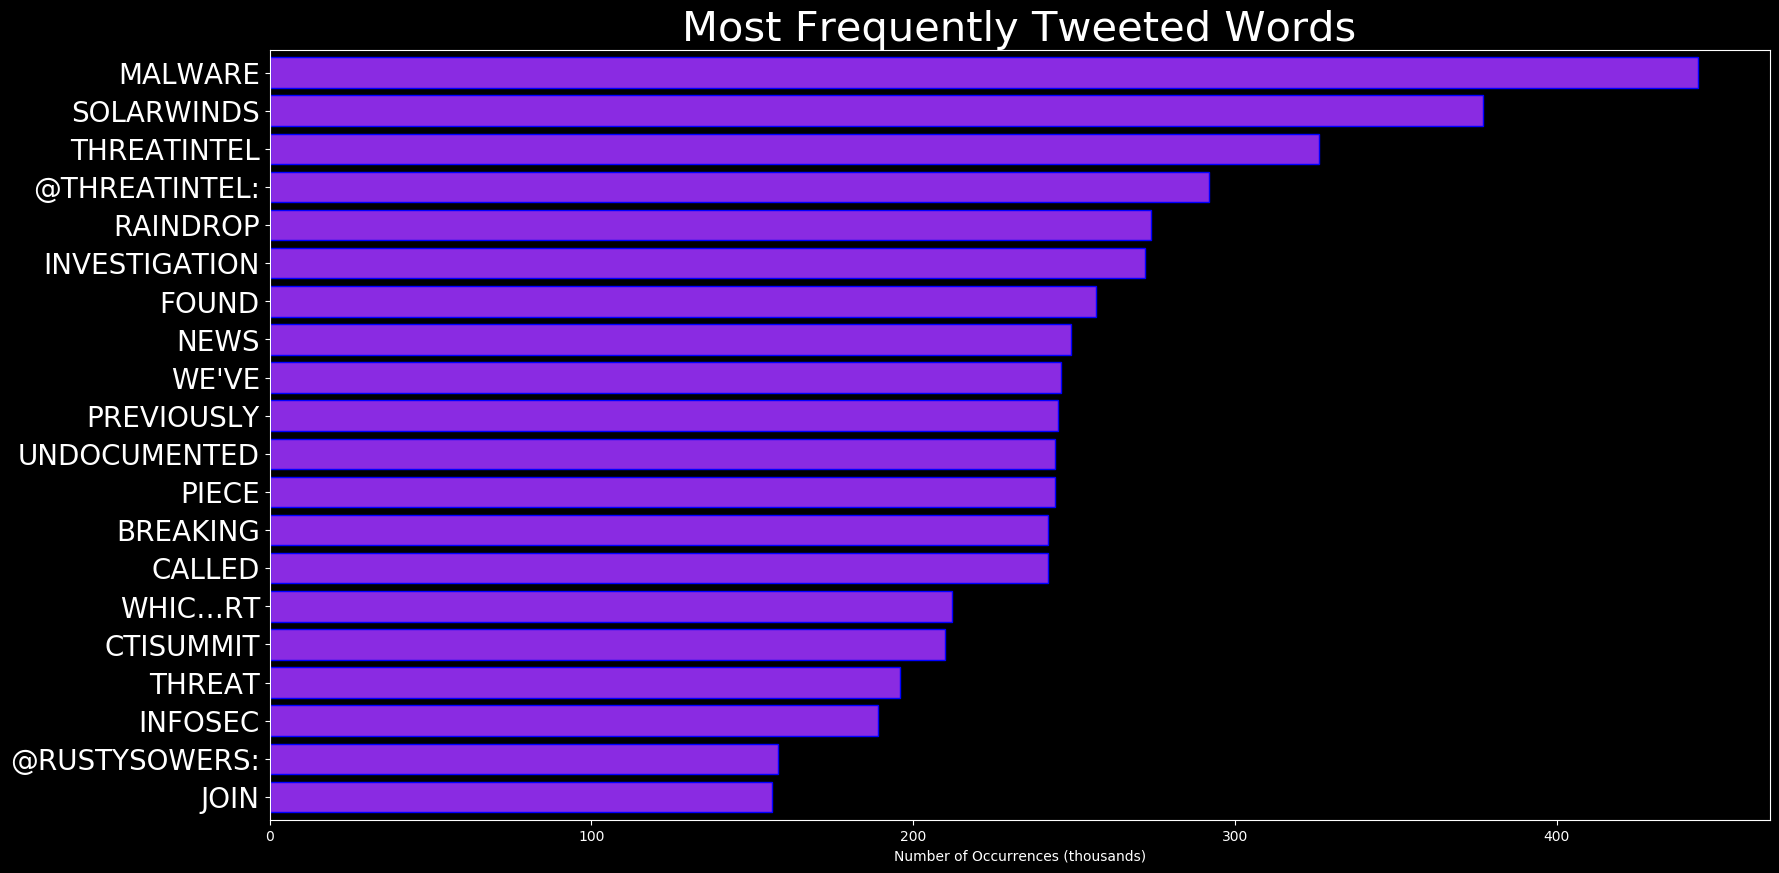 Most Frequently Tweeted Words
MALWARE
SOLARWINDS
THREATINTEL
@THREATINTEL:
RAINDROP
INVESTIGATION
FOUND
NEWS
WE'VE
PREVIOUSLY
UNDOCUMENTED
PIECE
BREAKING
CALLED
WHIC…RT
CTISUMMIT
THREAT
INFOSEC
@RUSTYSOWERS:
JOIN
0 100 200 300 400
Number of Occurrences (thousands)